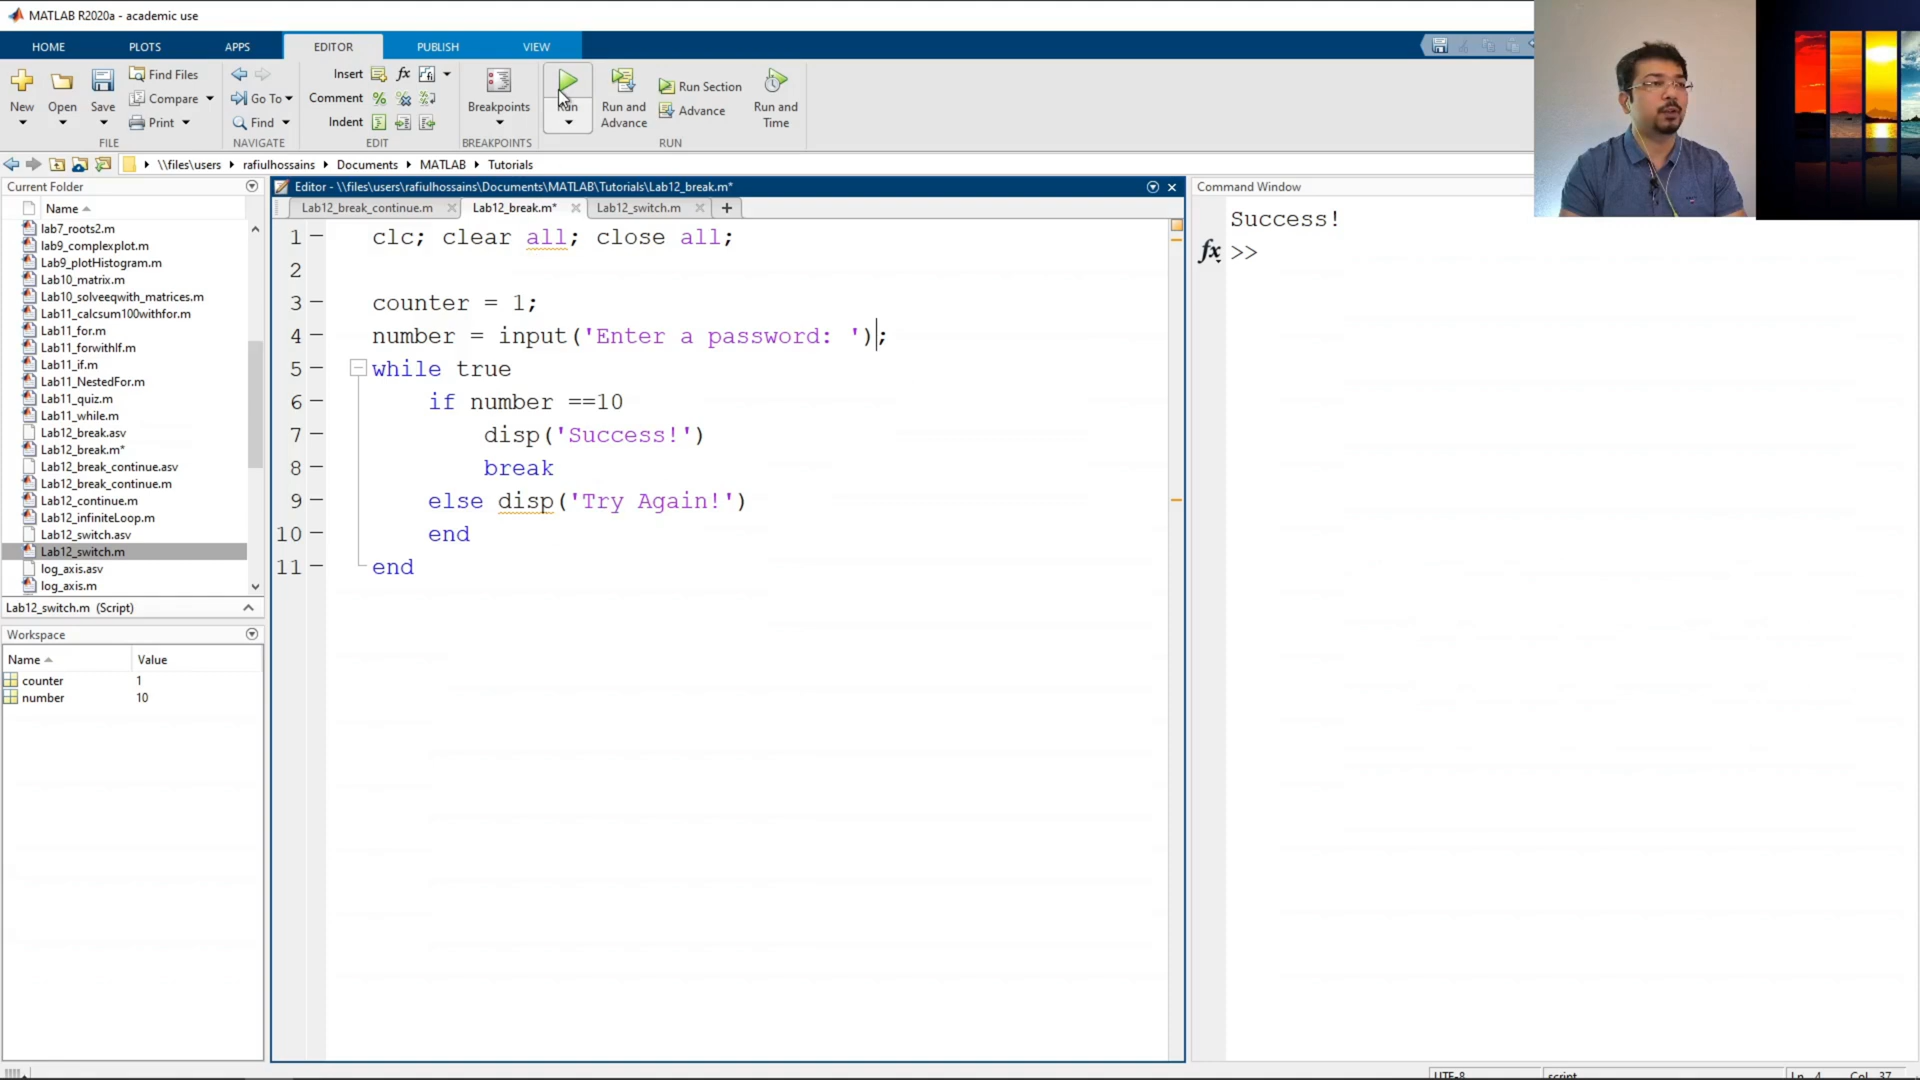 MATLAB R2020a - academic use
HOME PLOTS APPS EDITOR PUBLISH VIEW
New Open Save Find Files Compare Print
Go To Find
Insert fx
Comment
Indent
Breakpoints
Run
Run and Advance
Run Section
Advance
Run and Time
FILE NAVIGATE EDIT BREAKPOINTS RUN
\\files\users rafiulhossains Documents MATLAB Tutorials
Current Folder
Name
lab7_roots2.m
lab9_complexplot.m
Lab9_plotHistogram.m
Lab10_matrix.m
Lab10_solveeqwith_matrices.m
Lab11_calcsum100withfor.m
Lab11_for.m
Lab11_forwithIf.m
Lab11_if.m
Lab11_NestedFor.m
Lab11_quiz.m
Lab11_while.m
Lab12_break.asv
Lab12_break.m*
Lab12_break_continue.asv
Lab12_break_continue.m
Lab12_continue.m
Lab12_infiniteLoop.m
Lab12_switch.asv
Lab12_switch.m
log_axis.asv
log_axis.m
Lab12_switch.m (Script)
Workspace
Name Value
counter 1
number 10
Editor - \\files\users\rafiulhossains\Documents\MATLAB\Tutorials\Lab12_break.m*
Lab12_break_continue.m Lab12_break.m* Lab12_switch.m
1 clc; clear all; close all;
2
3 counter = 1;
4 number = input('Enter a password: ');
5 while true
6 if number ==10
7 disp('Success!')
8 break
9 else disp('Try Again!')
10 end
11 end
Command Window
Success!
fx >>
UTF-8 script Ln 4 Col 37